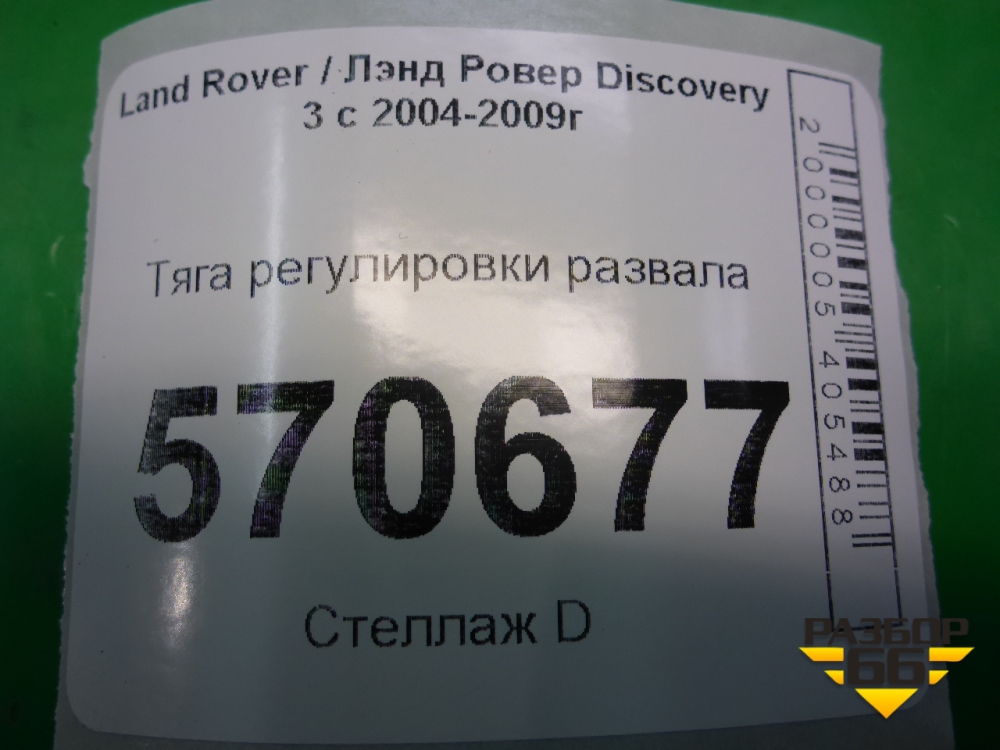 Land Rover / Лэнд Ровер Discovery
3 с 2004-2009г
Тяга регулировки развала
570677
Стеллаж D
2000005405488
РАЗБОР
66